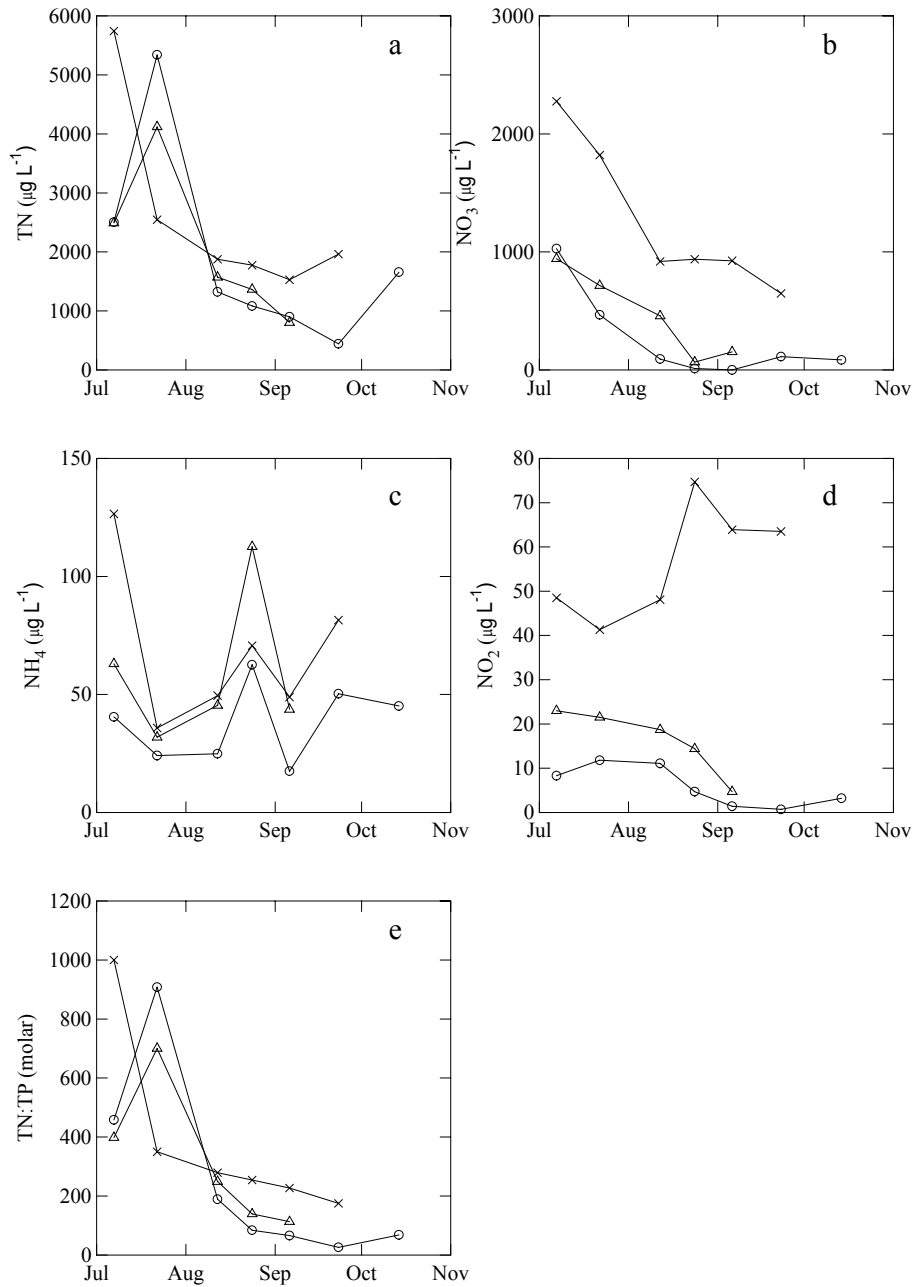 a
6000
5000
4000
3000
2000
1000
0
TN (µg L⁻¹)
Jul Aug Sep Oct Nov
b
3000
2000
1000
0
NO₃ (µg L⁻¹)
Jul Aug Sep Oct Nov
c
150
100
50
0
NH₄ (µg L⁻¹)
Jul Aug Sep Oct Nov
d
80
70
60
50
40
30
20
10
0
NO₂ (µg L⁻¹)
Jul Aug Sep Oct Nov
e
1200
1000
800
600
400
200
0
TN:TP (molar)
Jul Aug Sep Oct Nov